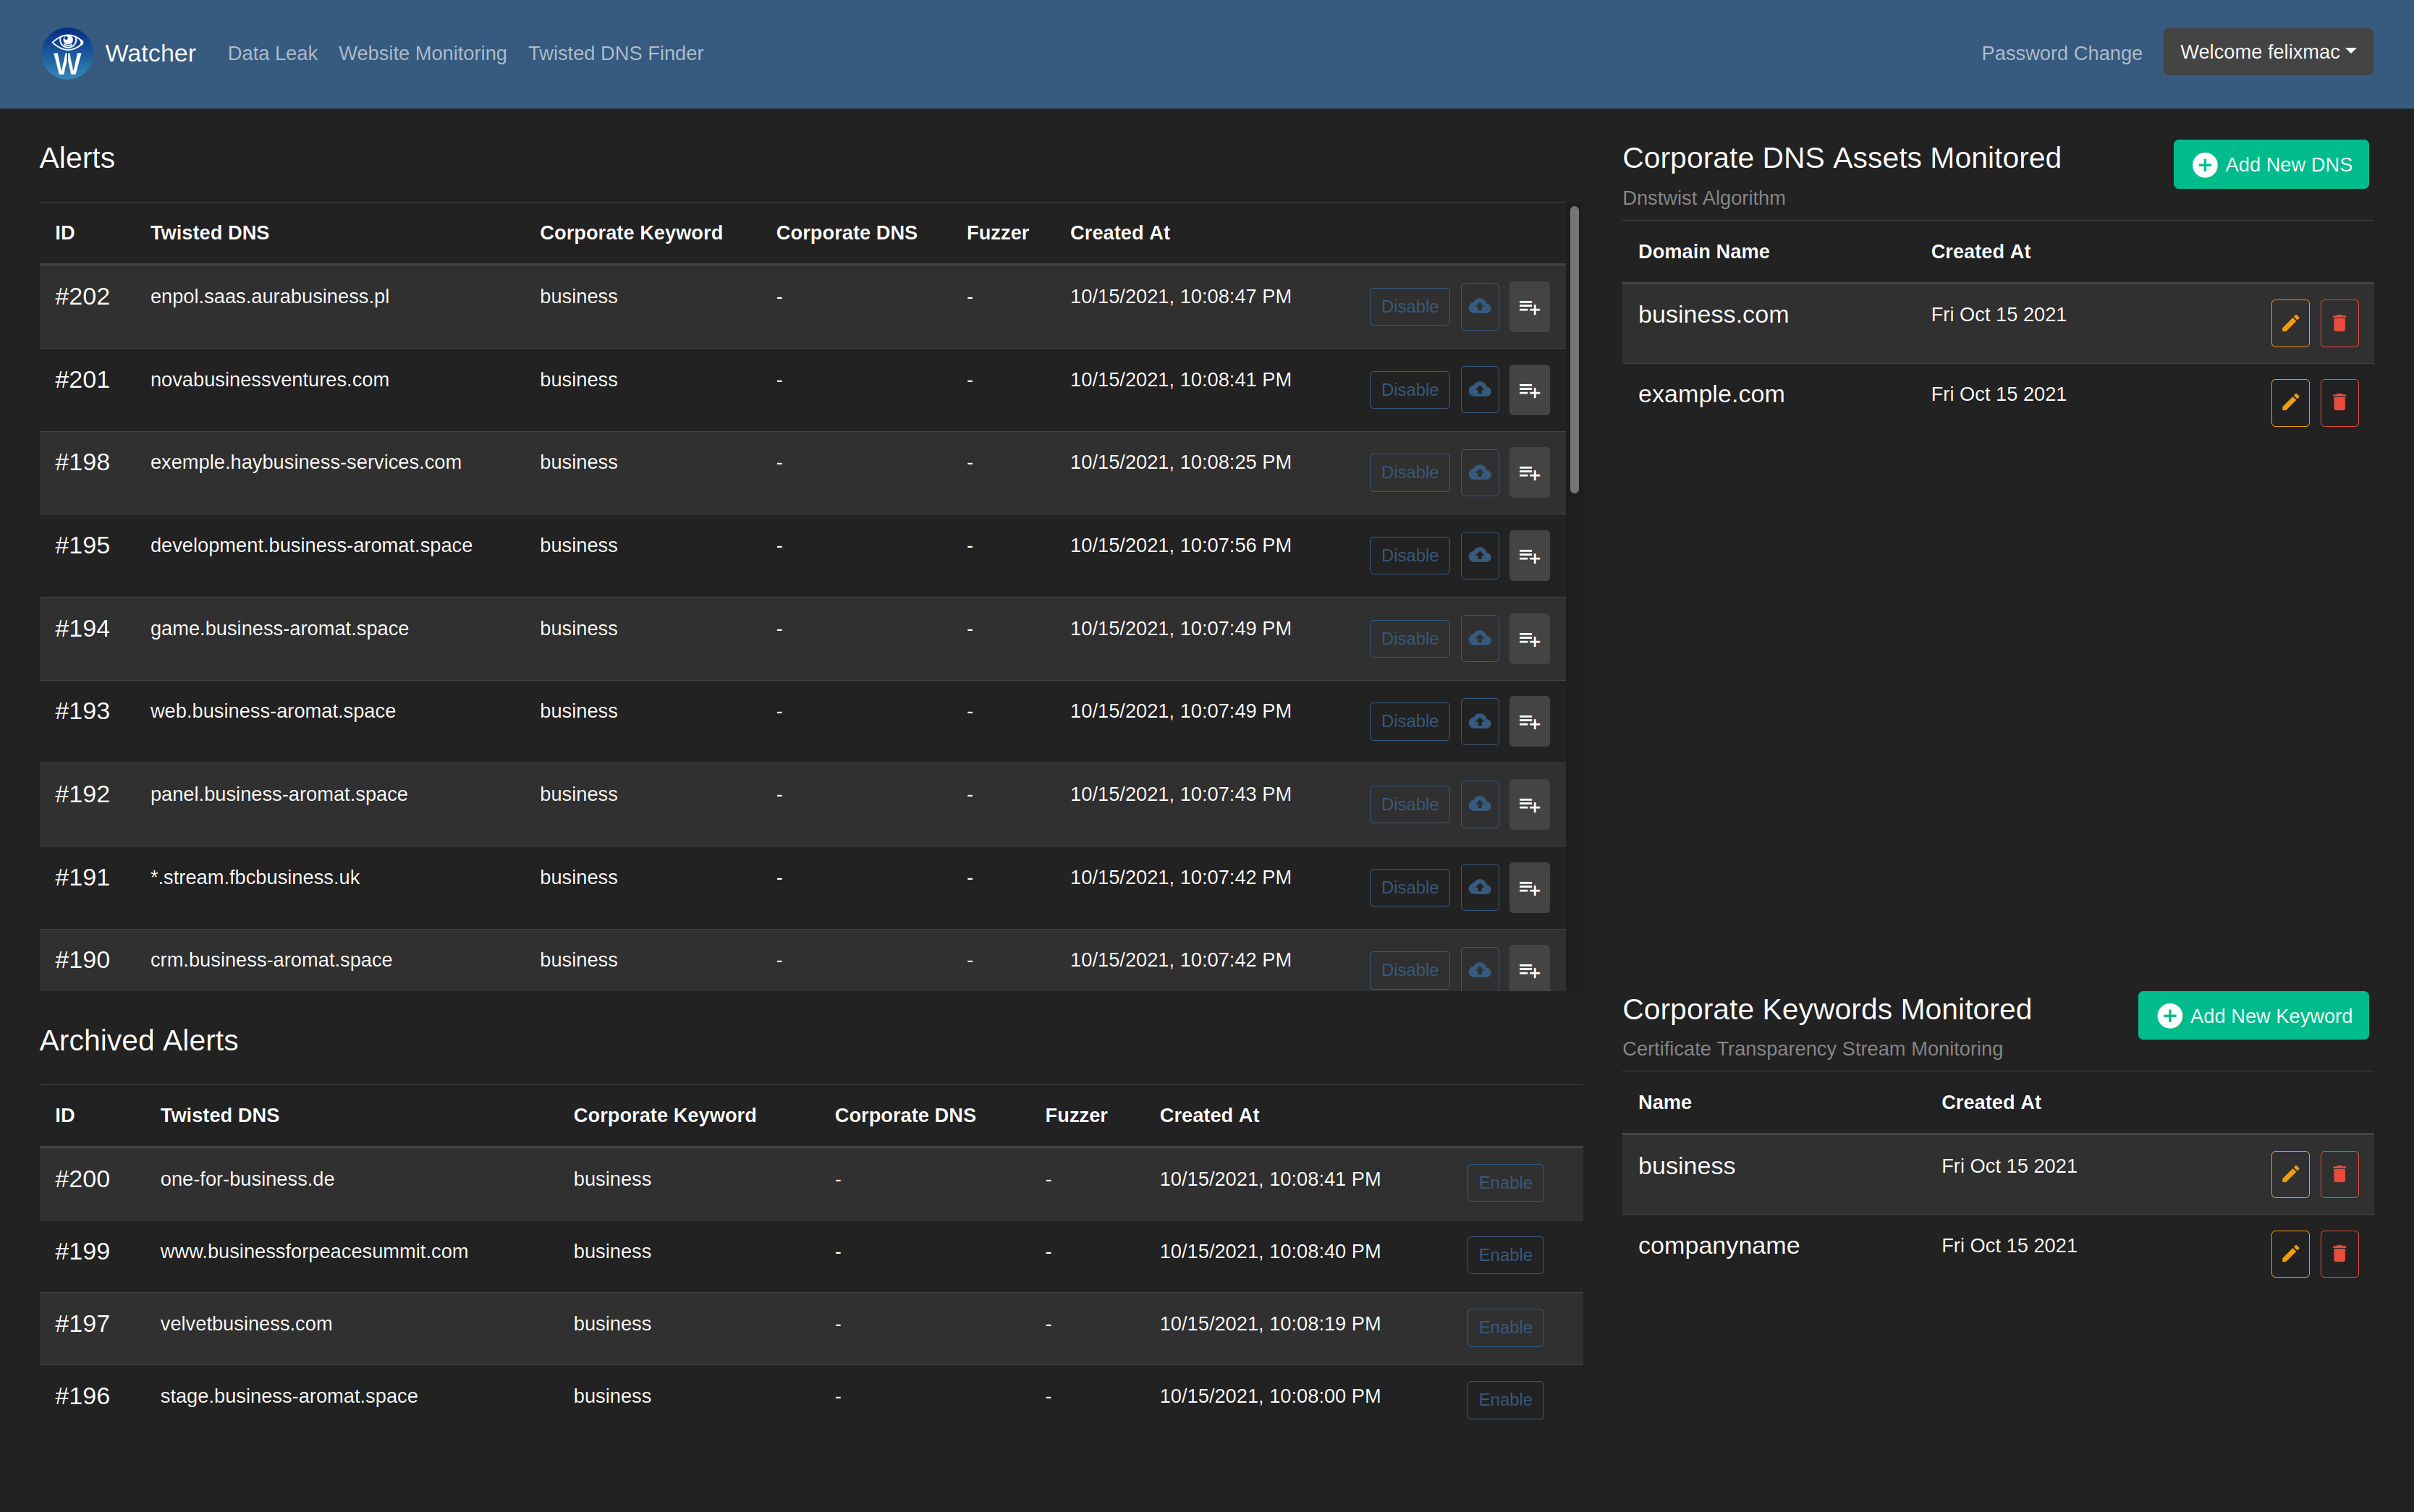 W
Watcher Data Leak Website Monitoring Twisted DNS Finder Password Change Welcome felixmac
Alerts
ID Twisted DNS Corporate Keyword Corporate DNS Fuzzer Created At
#202 enpol.saas.aurabusiness.pl business - - 10/15/2021, 10:08:47 PM Disable
#201 novabusinessventures.com business - - 10/15/2021, 10:08:41 PM Disable
#198 exemple.haybusiness-services.com business - - 10/15/2021, 10:08:25 PM Disable
#195 development.business-aromat.space business - - 10/15/2021, 10:07:56 PM Disable
#194 game.business-aromat.space business - - 10/15/2021, 10:07:49 PM Disable
#193 web.business-aromat.space business - - 10/15/2021, 10:07:49 PM Disable
#192 panel.business-aromat.space business - - 10/15/2021, 10:07:43 PM Disable
#191 *.stream.fbcbusiness.uk business - - 10/15/2021, 10:07:42 PM Disable
#190 crm.business-aromat.space business - - 10/15/2021, 10:07:42 PM Disable
Corporate DNS Assets Monitored Add New DNS
Dnstwist Algorithm
Domain Name Created At
business.com Fri Oct 15 2021
example.com Fri Oct 15 2021
Archived Alerts
ID Twisted DNS Corporate Keyword Corporate DNS Fuzzer Created At
#200 one-for-business.de business - - 10/15/2021, 10:08:41 PM Enable
#199 www.businessforpeacesummit.com business - - 10/15/2021, 10:08:40 PM Enable
#197 velvetbusiness.com business - - 10/15/2021, 10:08:19 PM Enable
#196 stage.business-aromat.space business - - 10/15/2021, 10:08:00 PM Enable
Corporate Keywords Monitored Add New Keyword
Certificate Transparency Stream Monitoring
Name Created At
business Fri Oct 15 2021
companyname Fri Oct 15 2021